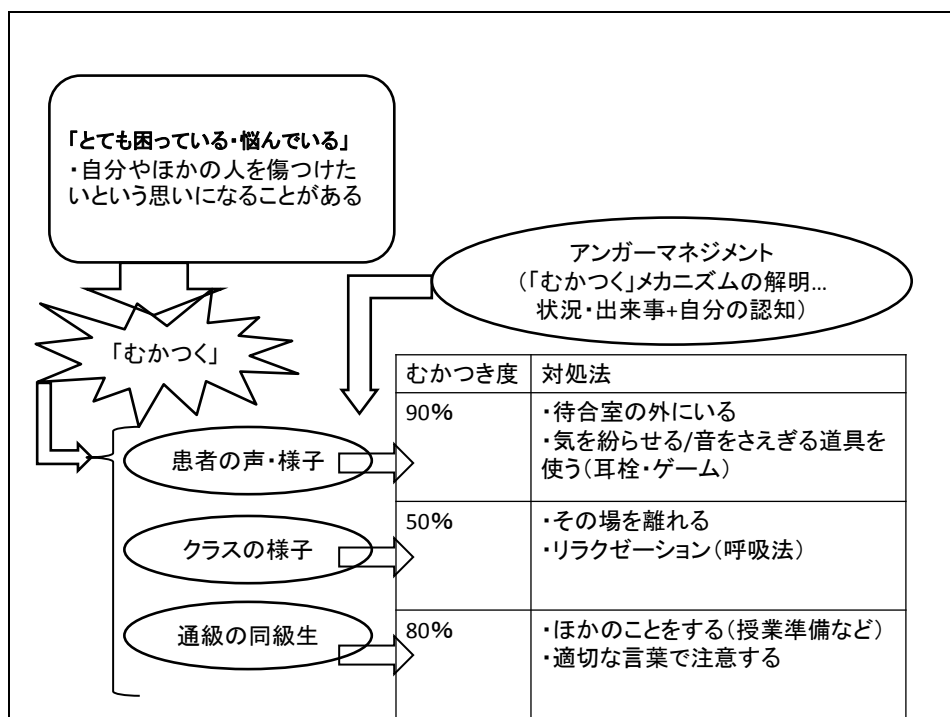 「とても困っている・悩んでいる」
・自分やほかの人を傷つけた
いという思いになることがある
アンガーマネジメント
(「むかつく」メカニズムの解明…
状況・出来事+自分の認知)
「むかつく」
むかつき度 対処法
患者の声・様子
90%
・待合室の外にいる
・気を紛らせる/音をさえぎる道具を
使う(耳栓・ゲーム)
クラスの様子
50%
・その場を離れる
・リラクゼーション(呼吸法)
通級の同級生
80%
・ほかのことをする(授業準備など)
・適切な言葉で注意する